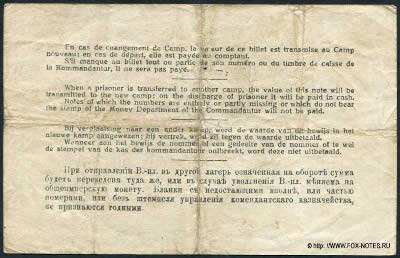 En cas de changement de Camp, la valeur de ce billet est transmise au Camp
nouveau; en cas de départ, elle est payée au comptant.
S'il manque au billet tout ou partie de son numéro ou du timbre de caisse de
la Kommandantur, il ne sera pas payé.
When a prisoner is transferred to another camp, the value of this note will be
transmitted to the new camp; on the discharge of prisoner it will be paid in cash.
Notes of which the numbers are entirely or partly missing or which do not bear
the stamp of the Money Department of the Commandantur will not be paid.
Bij verplaatsing naar een ander kamp, word de waarde van dit bewijs in het
nieuwe kamp aangewezen; bij vertrek, word zij tegen de waarde uitbetaald.
Wanneer aan het bewijs de nommer of een gedeelte van de nommer of te wel
de stempel van de kas der kommandantur ontbreekt, word deze niet uitbetaald.
При отправленіи В.-пл. въ другой лагерь означенная на оборотѣ сумма
будетъ переведена туда же, или въ случаѣ увольненія В.-пл. мѣняема на
общеимперскую монету. Бланки съ недостающими вполнѣ, или частью
номерами, или безъ штемпеля управленія комендантскаго казначейства,
не признаются годными.
http://WWW.FOX-NOTES.RU